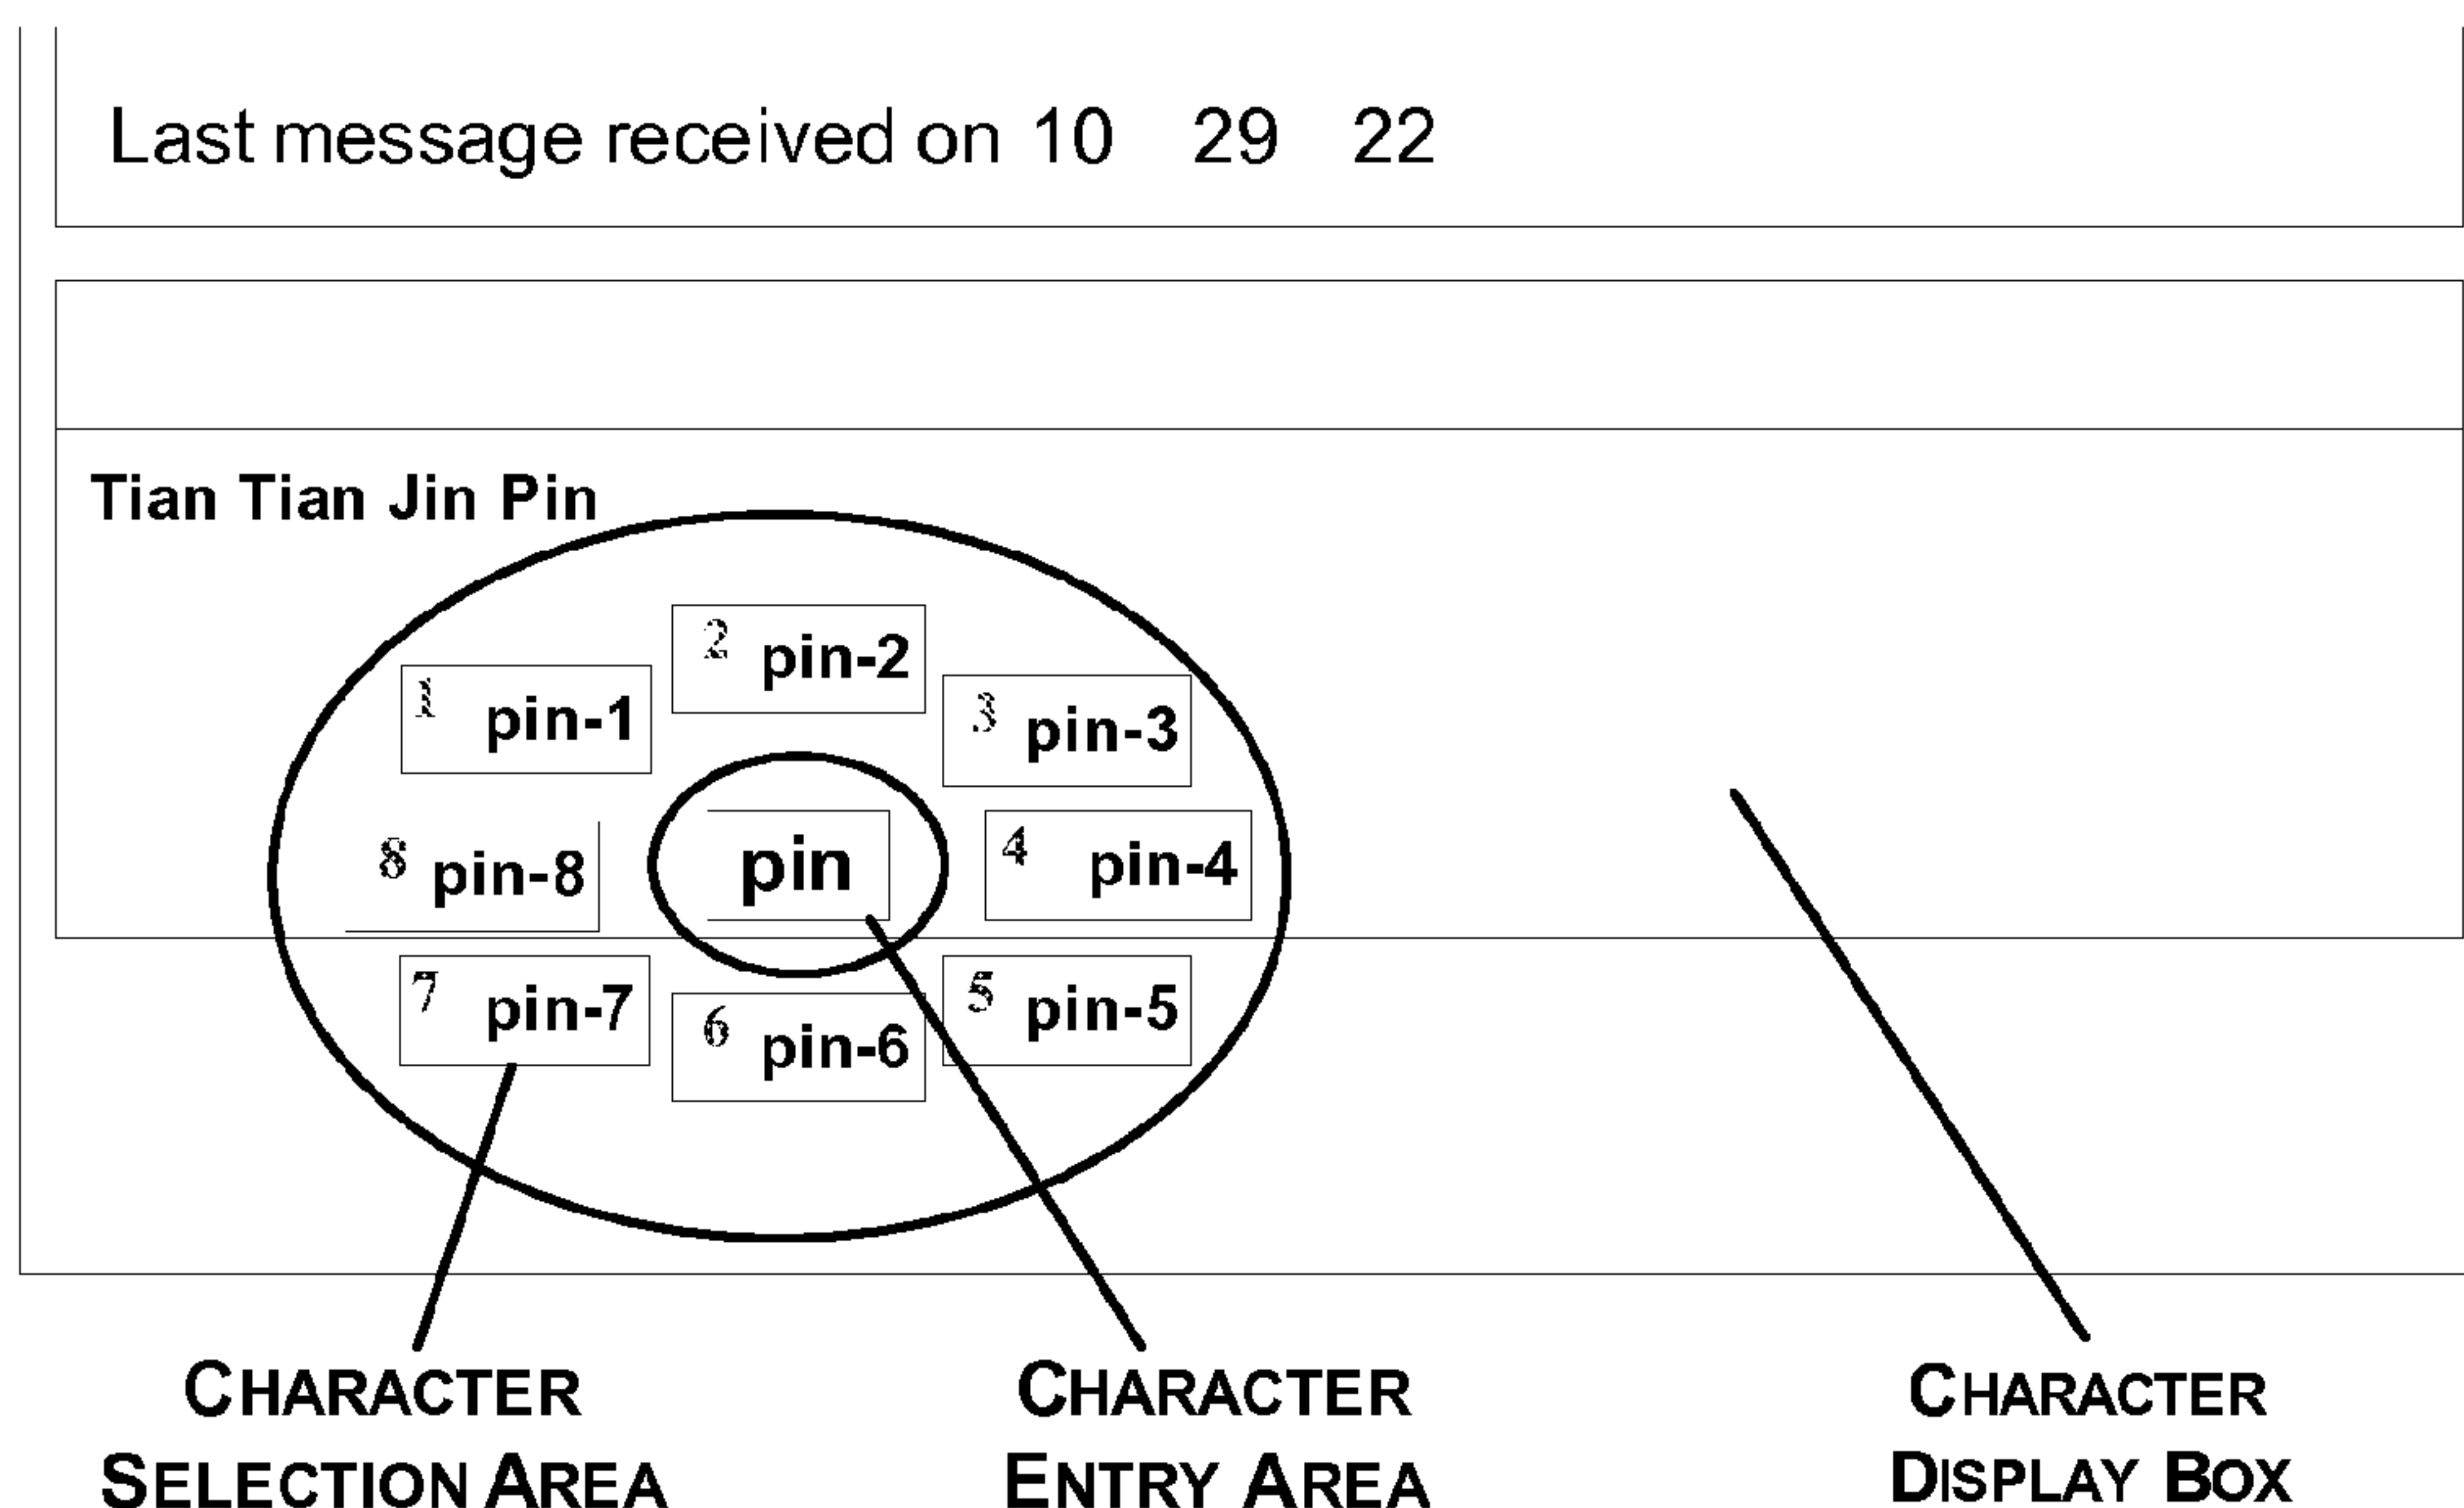 Last message received on 10 29 22
Tian Tian Jin Pin
2 pin-2
1 pin-1
3 pin-3
8 pin-8
pin
4 pin-4
7 pin-7
6 pin-6
5 pin-5
CHARACTER SELECTION AREA
CHARACTER ENTRY AREA
CHARACTER DISPLAY BOX